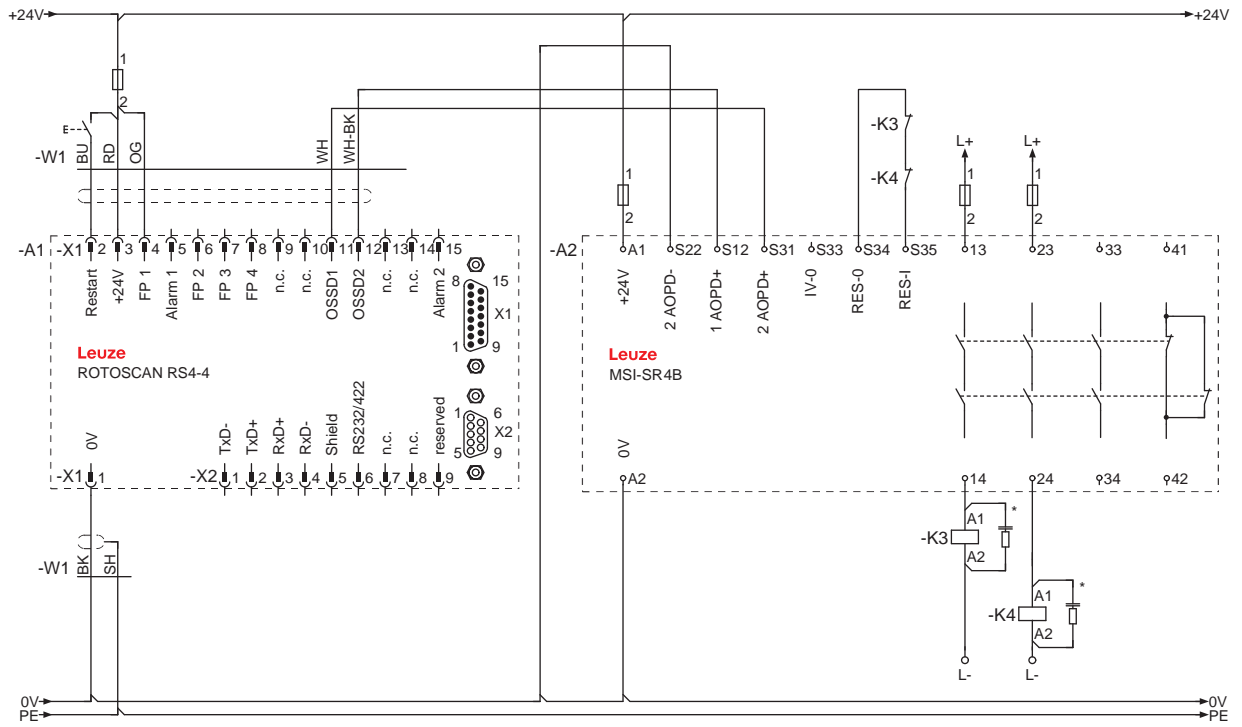 +24V
+24V
1
2
E
-W1
BU
RD
OG
WH
WH-BK
1
2
-K3
-K4
L+
1
2
L+
1
2
-A1
-X1
2
3
4
5
6
7
8
9
10
11
12
13
14
15
Restart
+24V
FP 1
Alarm 1
FP 2
FP 3
FP 4
n.c.
n.c.
OSSD1
OSSD2
n.c.
n.c.
Alarm 2
8
15
X1
1
9
Leuze
ROTOSCAN RS4-4
1
6
X2
5
9
0V
TxD-
TxD+
RxD+
RxD-
Shield
RS232/422
n.c.
n.c.
reserved
-X1
1
-X2
1
2
3
4
5
6
7
8
9
-W1
BK
SH
-A2
A1
S22
S12
S31
S33
S34
S35
13
23
33
41
+24V
2 AOPD-
1 AOPD+
2 AOPD+
IV-0
RES-0
RES-I
Leuze
MSI-SR4B
0V
A2
14
24
34
42
-K3
A1
A2
*
-K4
A1
A2
*
L-
L-
0V
0V
PE
PE